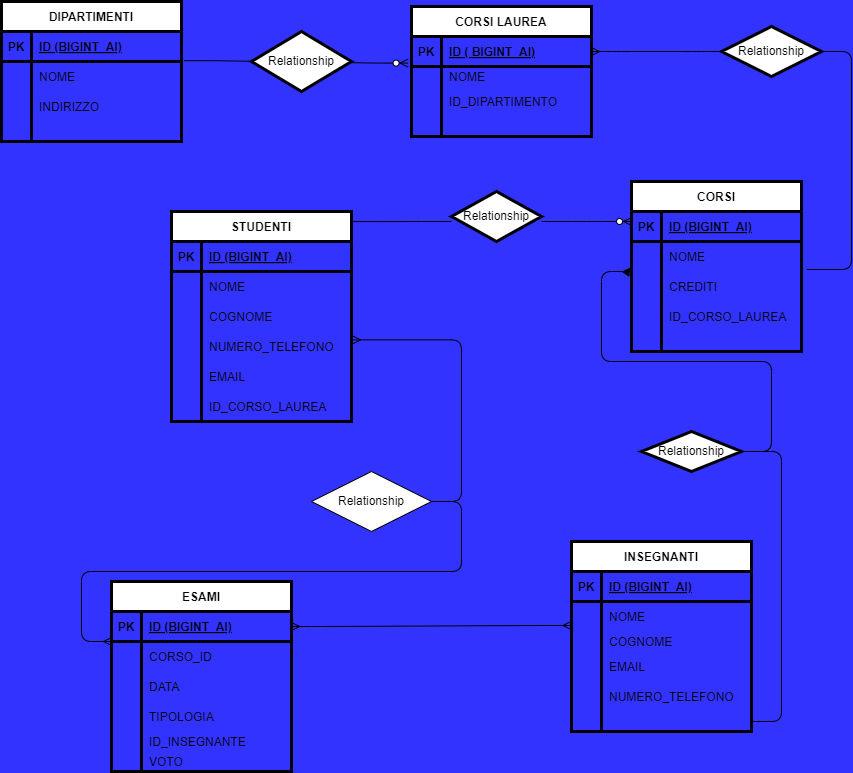 DIPARTIMENTI
PK ID (BIGINT_AI)
NOME
INDIRIZZO
Relationship
CORSI LAUREA
PK ID ( BIGINT_AI)
NOME
ID_DIPARTIMENTO
Relationship
STUDENTI
PK ID (BIGINT_AI)
NOME
COGNOME
NUMERO_TELEFONO
EMAIL
ID_CORSO_LAUREA
Relationship
CORSI
PK ID (BIGINT_AI)
NOME
CREDITI
ID_CORSO_LAUREA
Relationship
Relationship
ESAMI
PK ID (BIGINT_AI)
CORSO_ID
DATA
TIPOLOGIA
ID_INSEGNANTE
VOTO
INSEGNANTI
PK ID (BIGINT_AI)
NOME
COGNOME
EMAIL
NUMERO_TELEFONO